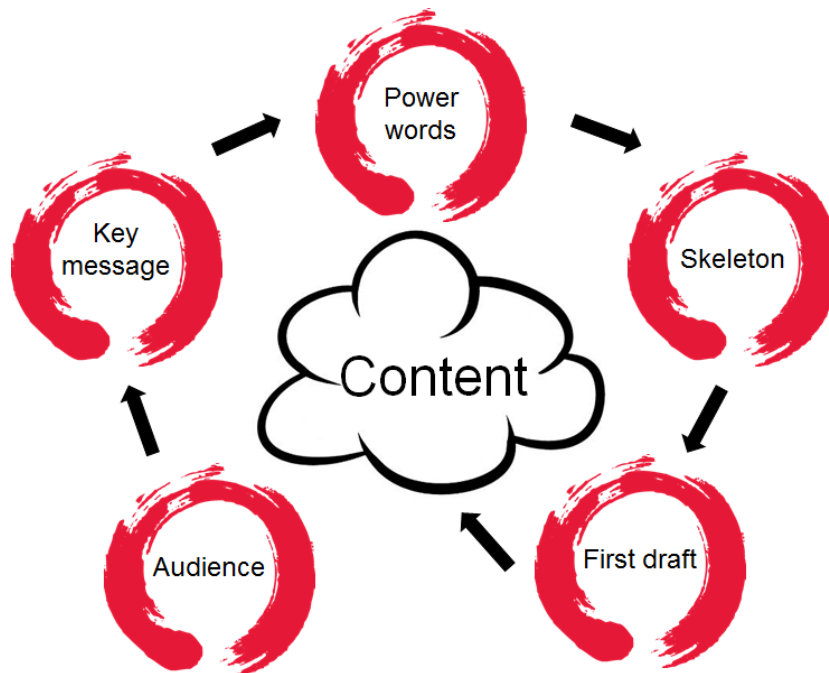 Power
words
Key
message
Skeleton
Content
Audience
First draft